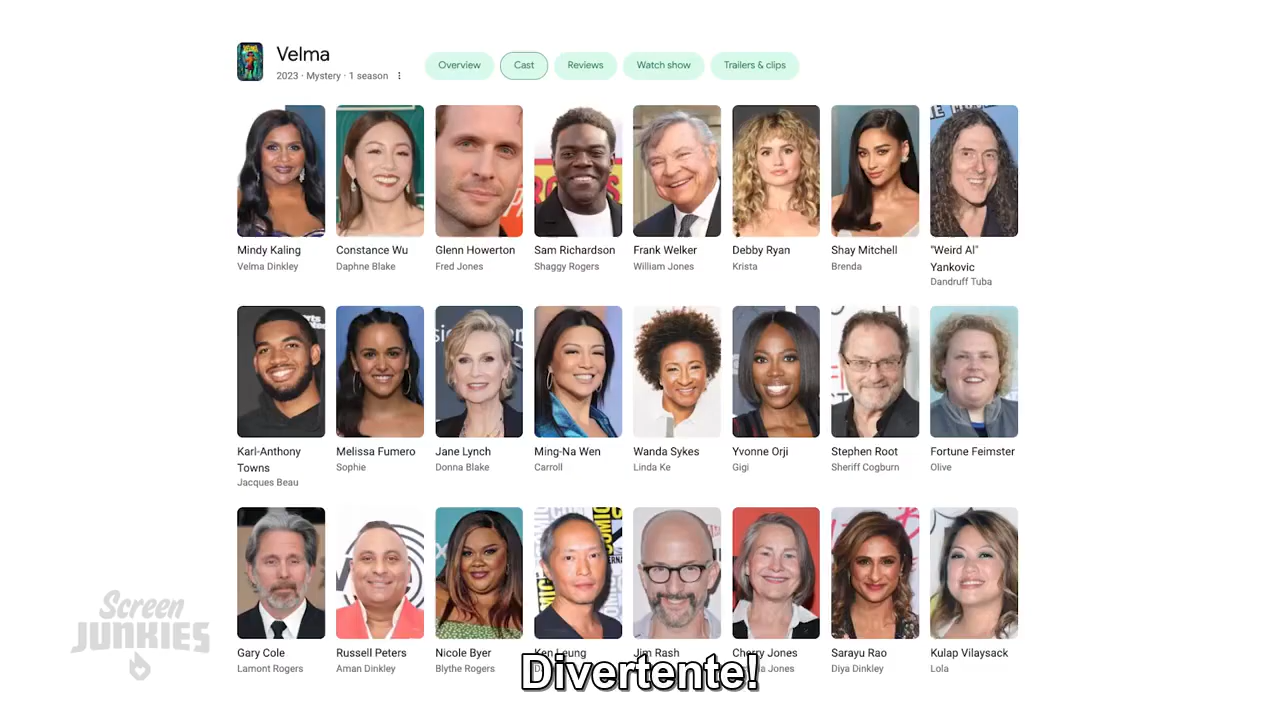 Velma
2023 · Mystery · 1 season
Overview
Cast
Reviews
Watch show
Trailers & clips
Mindy Kaling
Velma Dinkley
Constance Wu
Daphne Blake
Glenn Howerton
Fred Jones
Sam Richardson
Shaggy Rogers
Frank Welker
William Jones
Debby Ryan
Krista
Shay Mitchell
Brenda
"Weird Al"
Yankovic
Dandruff Tuba
Karl-Anthony
Towns
Jacques Beau
Melissa Fumero
Sophie
Jane Lynch
Donna Blake
Ming-Na Wen
Carroll
Wanda Sykes
Linda Ke
Yvonne Orji
Gigi
Stephen Root
Sheriff Cogburn
Fortune Feimster
Olive
Gary Cole
Lamont Rogers
Russell Peters
Aman Dinkley
Nicole Byer
Blythe Rogers
Ken Leung
Jim Rash
Cherry Jones
Jones
Sarayu Rao
Diya Dinkley
Kulap Vilaysack
Lola
Screen
JUNKIES
Divertente!